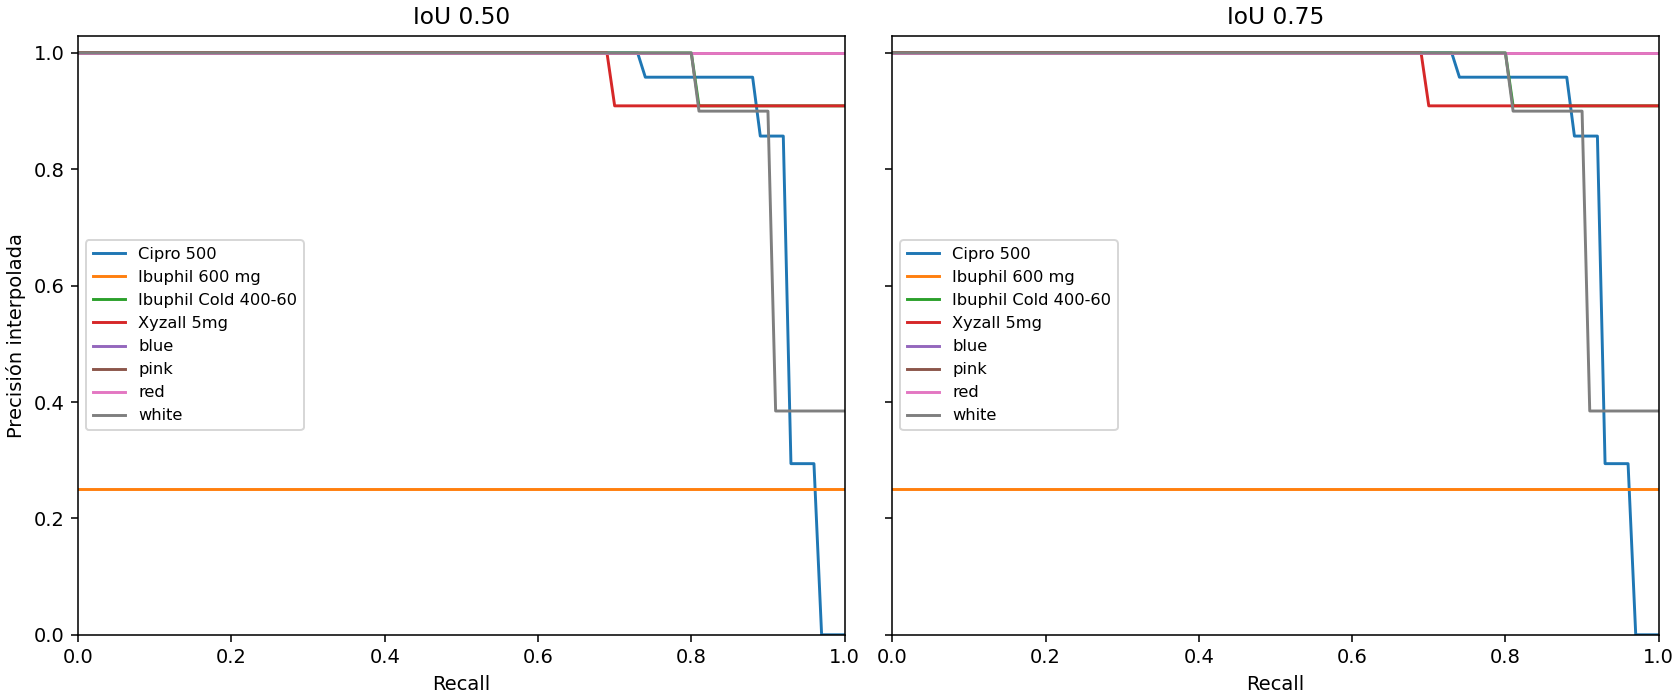 IoU 0.50
1.0
0.8
0.6
0.4
0.2
0.0
Precisión interpolada
Cipro 500
Ibuphil 600 mg
Ibuphil Cold 400-60
Xyzall 5mg
blue
pink
red
white
0.0 0.2 0.4 0.6 0.8 1.0
Recall
IoU 0.75
Cipro 500
Ibuphil 600 mg
Ibuphil Cold 400-60
Xyzall 5mg
blue
pink
red
white
0.0 0.2 0.4 0.6 0.8 1.0
Recall